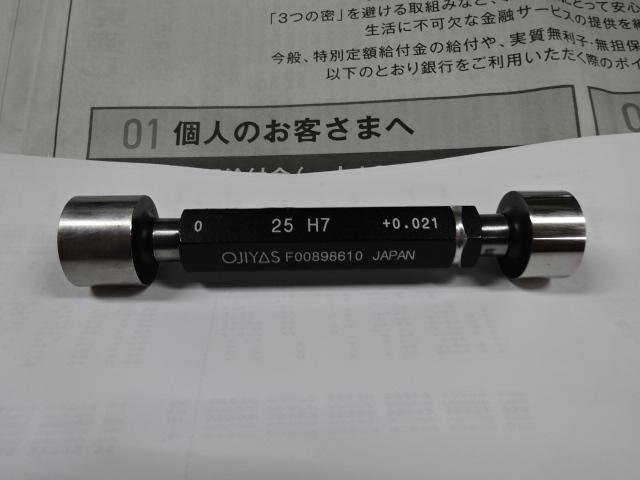 「3つの密」を避ける取組みなど、
生活に不可欠な金融サービスの提供を
今般、特別定額給付金の給付や、実質無利子・無担保
以下のとおり銀行をご利用いただく際のポイ
01 個人のお客さまへ
0 25 H7 +0.021
OJIYAS F00898610 JAPAN